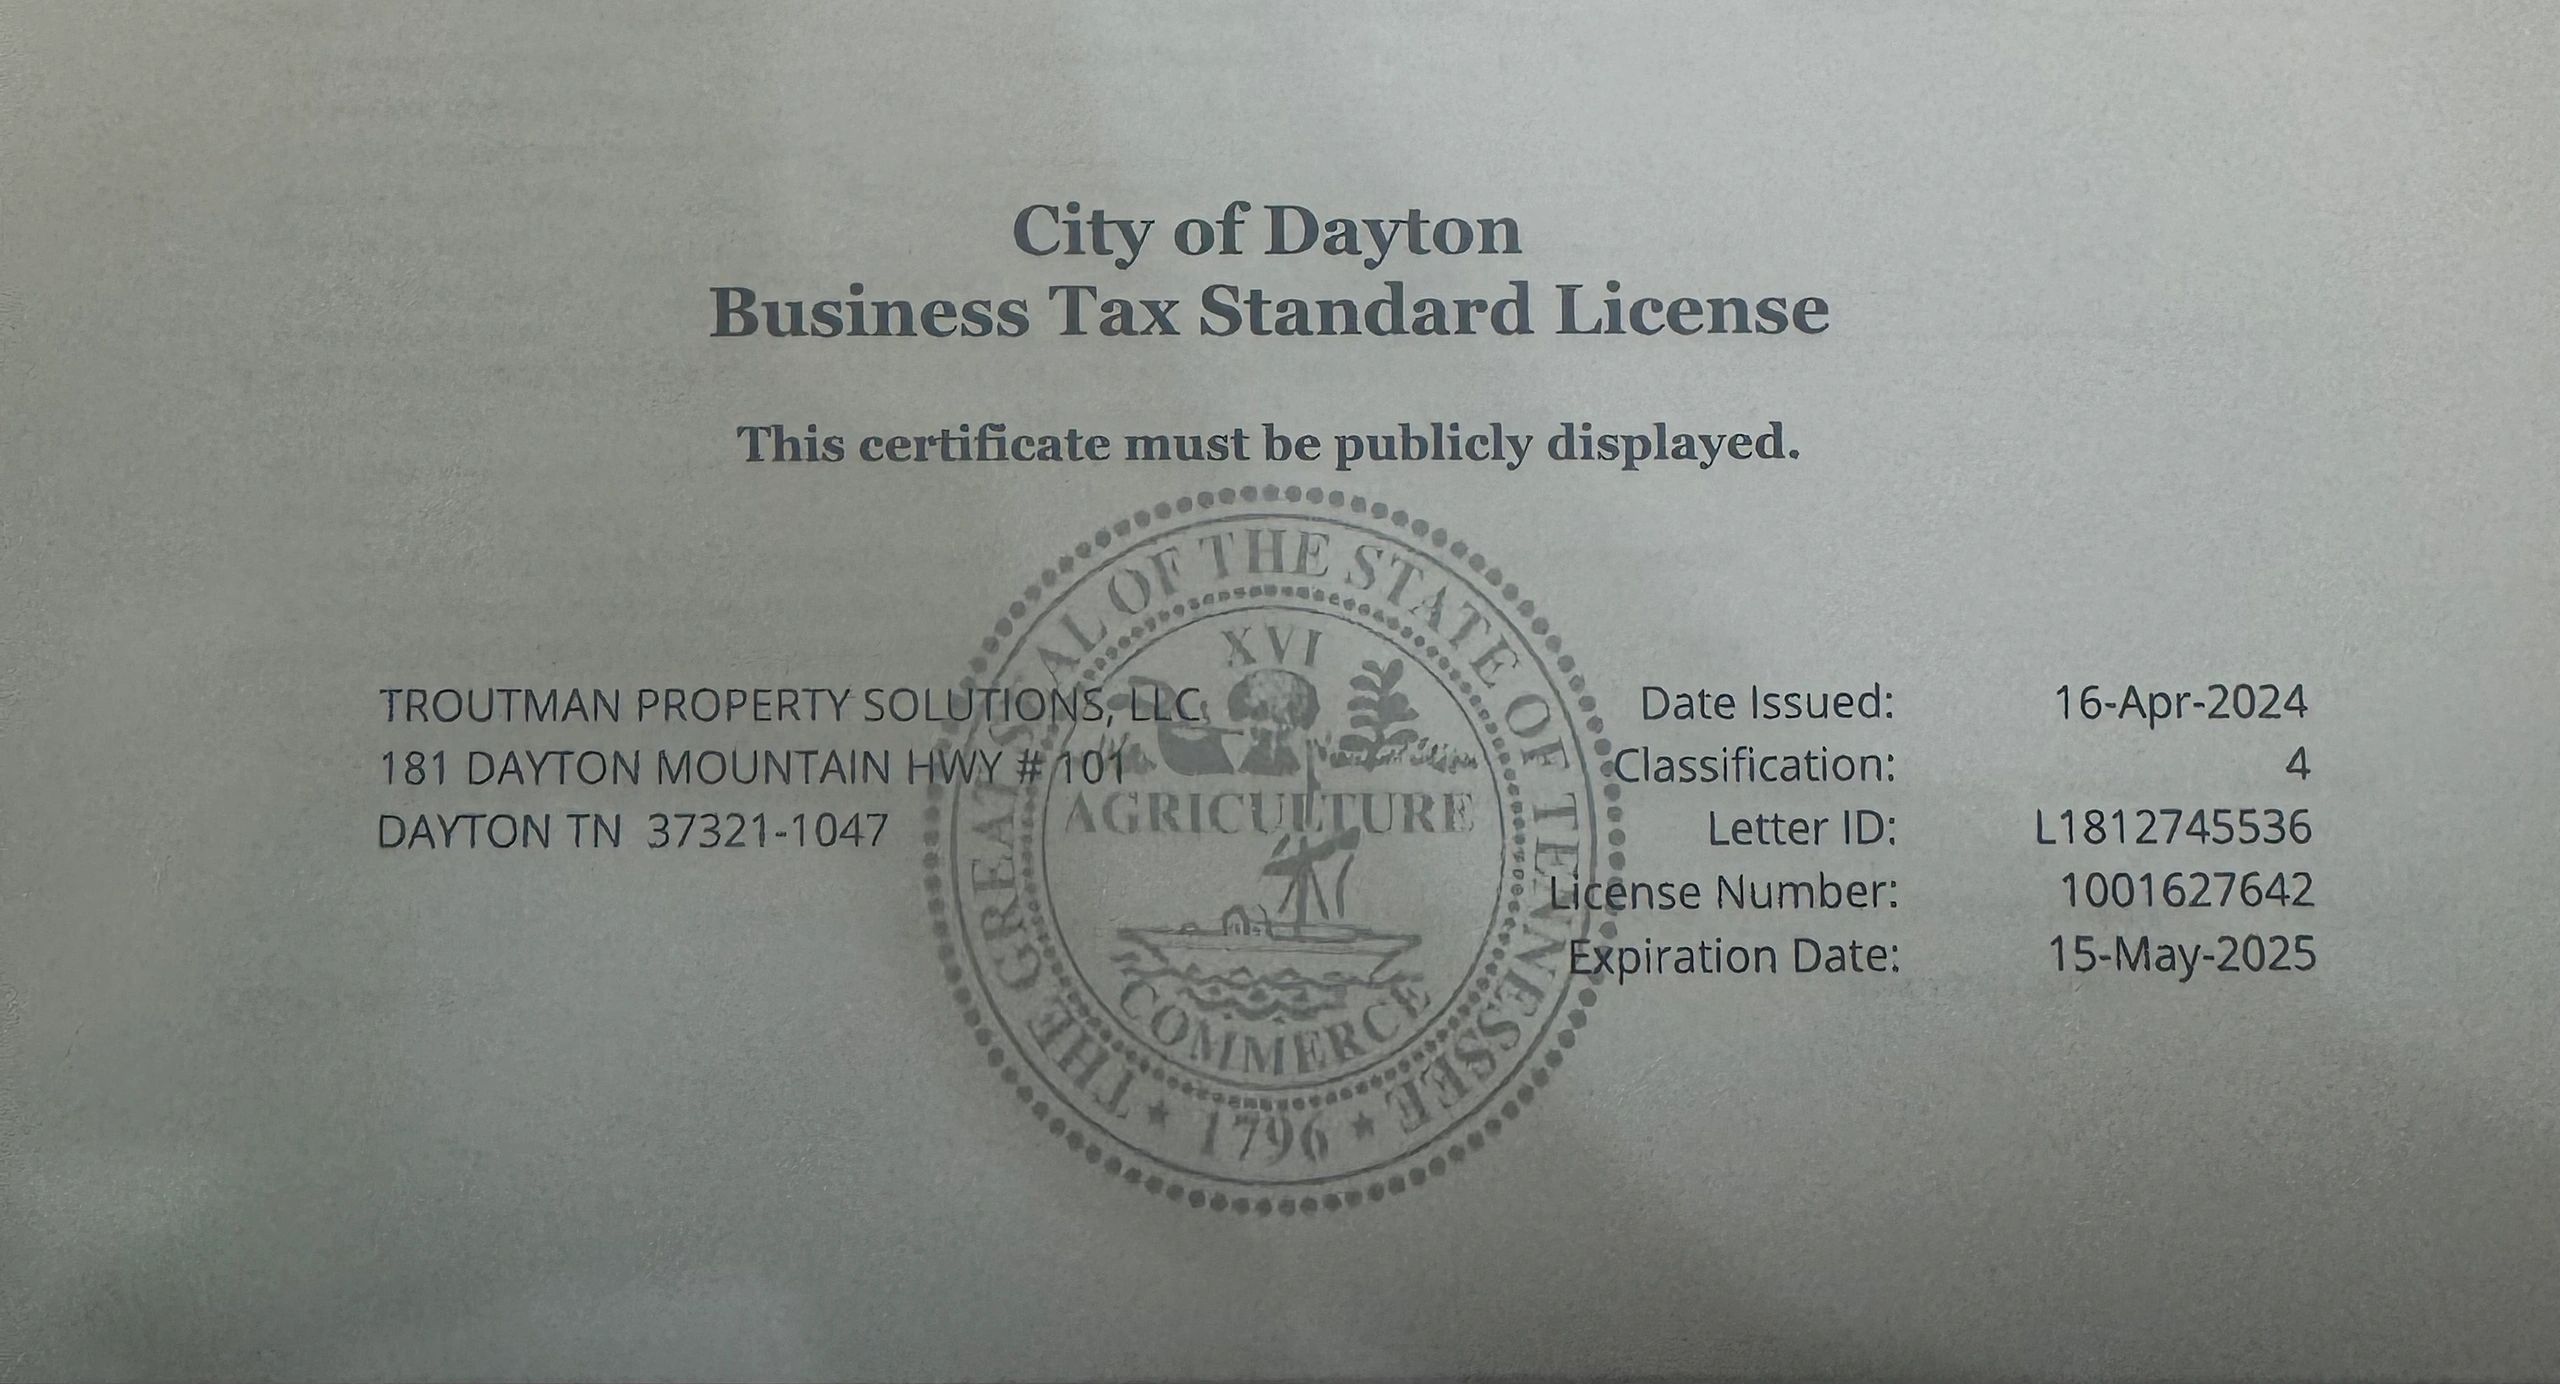 City of Dayton
Business Tax Standard License
This certificate must be publicly displayed.
THE GREAT SEAL OF THE STATE OF TENNESSEE
XVI
AGRICULTURE
COMMERCE
★ 1796 ★
TROUTMAN PROPERTY SOLUTIONS, LLC
181 DAYTON MOUNTAIN HWY # 101
DAYTON TN  37321-1047
Date Issued: 16-Apr-2024
Classification: 4
Letter ID: L1812745536
License Number: 1001627642
Expiration Date: 15-May-2025